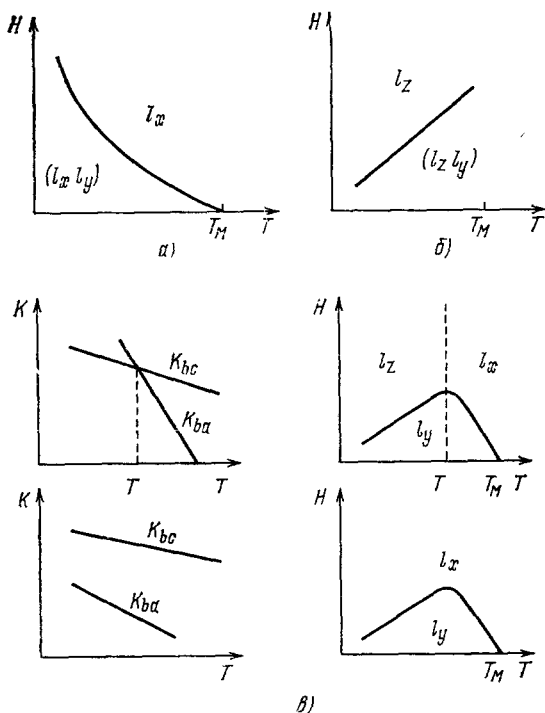 H
l_x
(l_x l_y)
T_M T
а)
H
l_z
(l_z l_y)
T_M T
б)
K
K_bc
K_ba
T T
H
l_z l_x
l_y
T T_M T
K
K_bc
K_ba
T
H
l_x
l_y
T_M T
в)